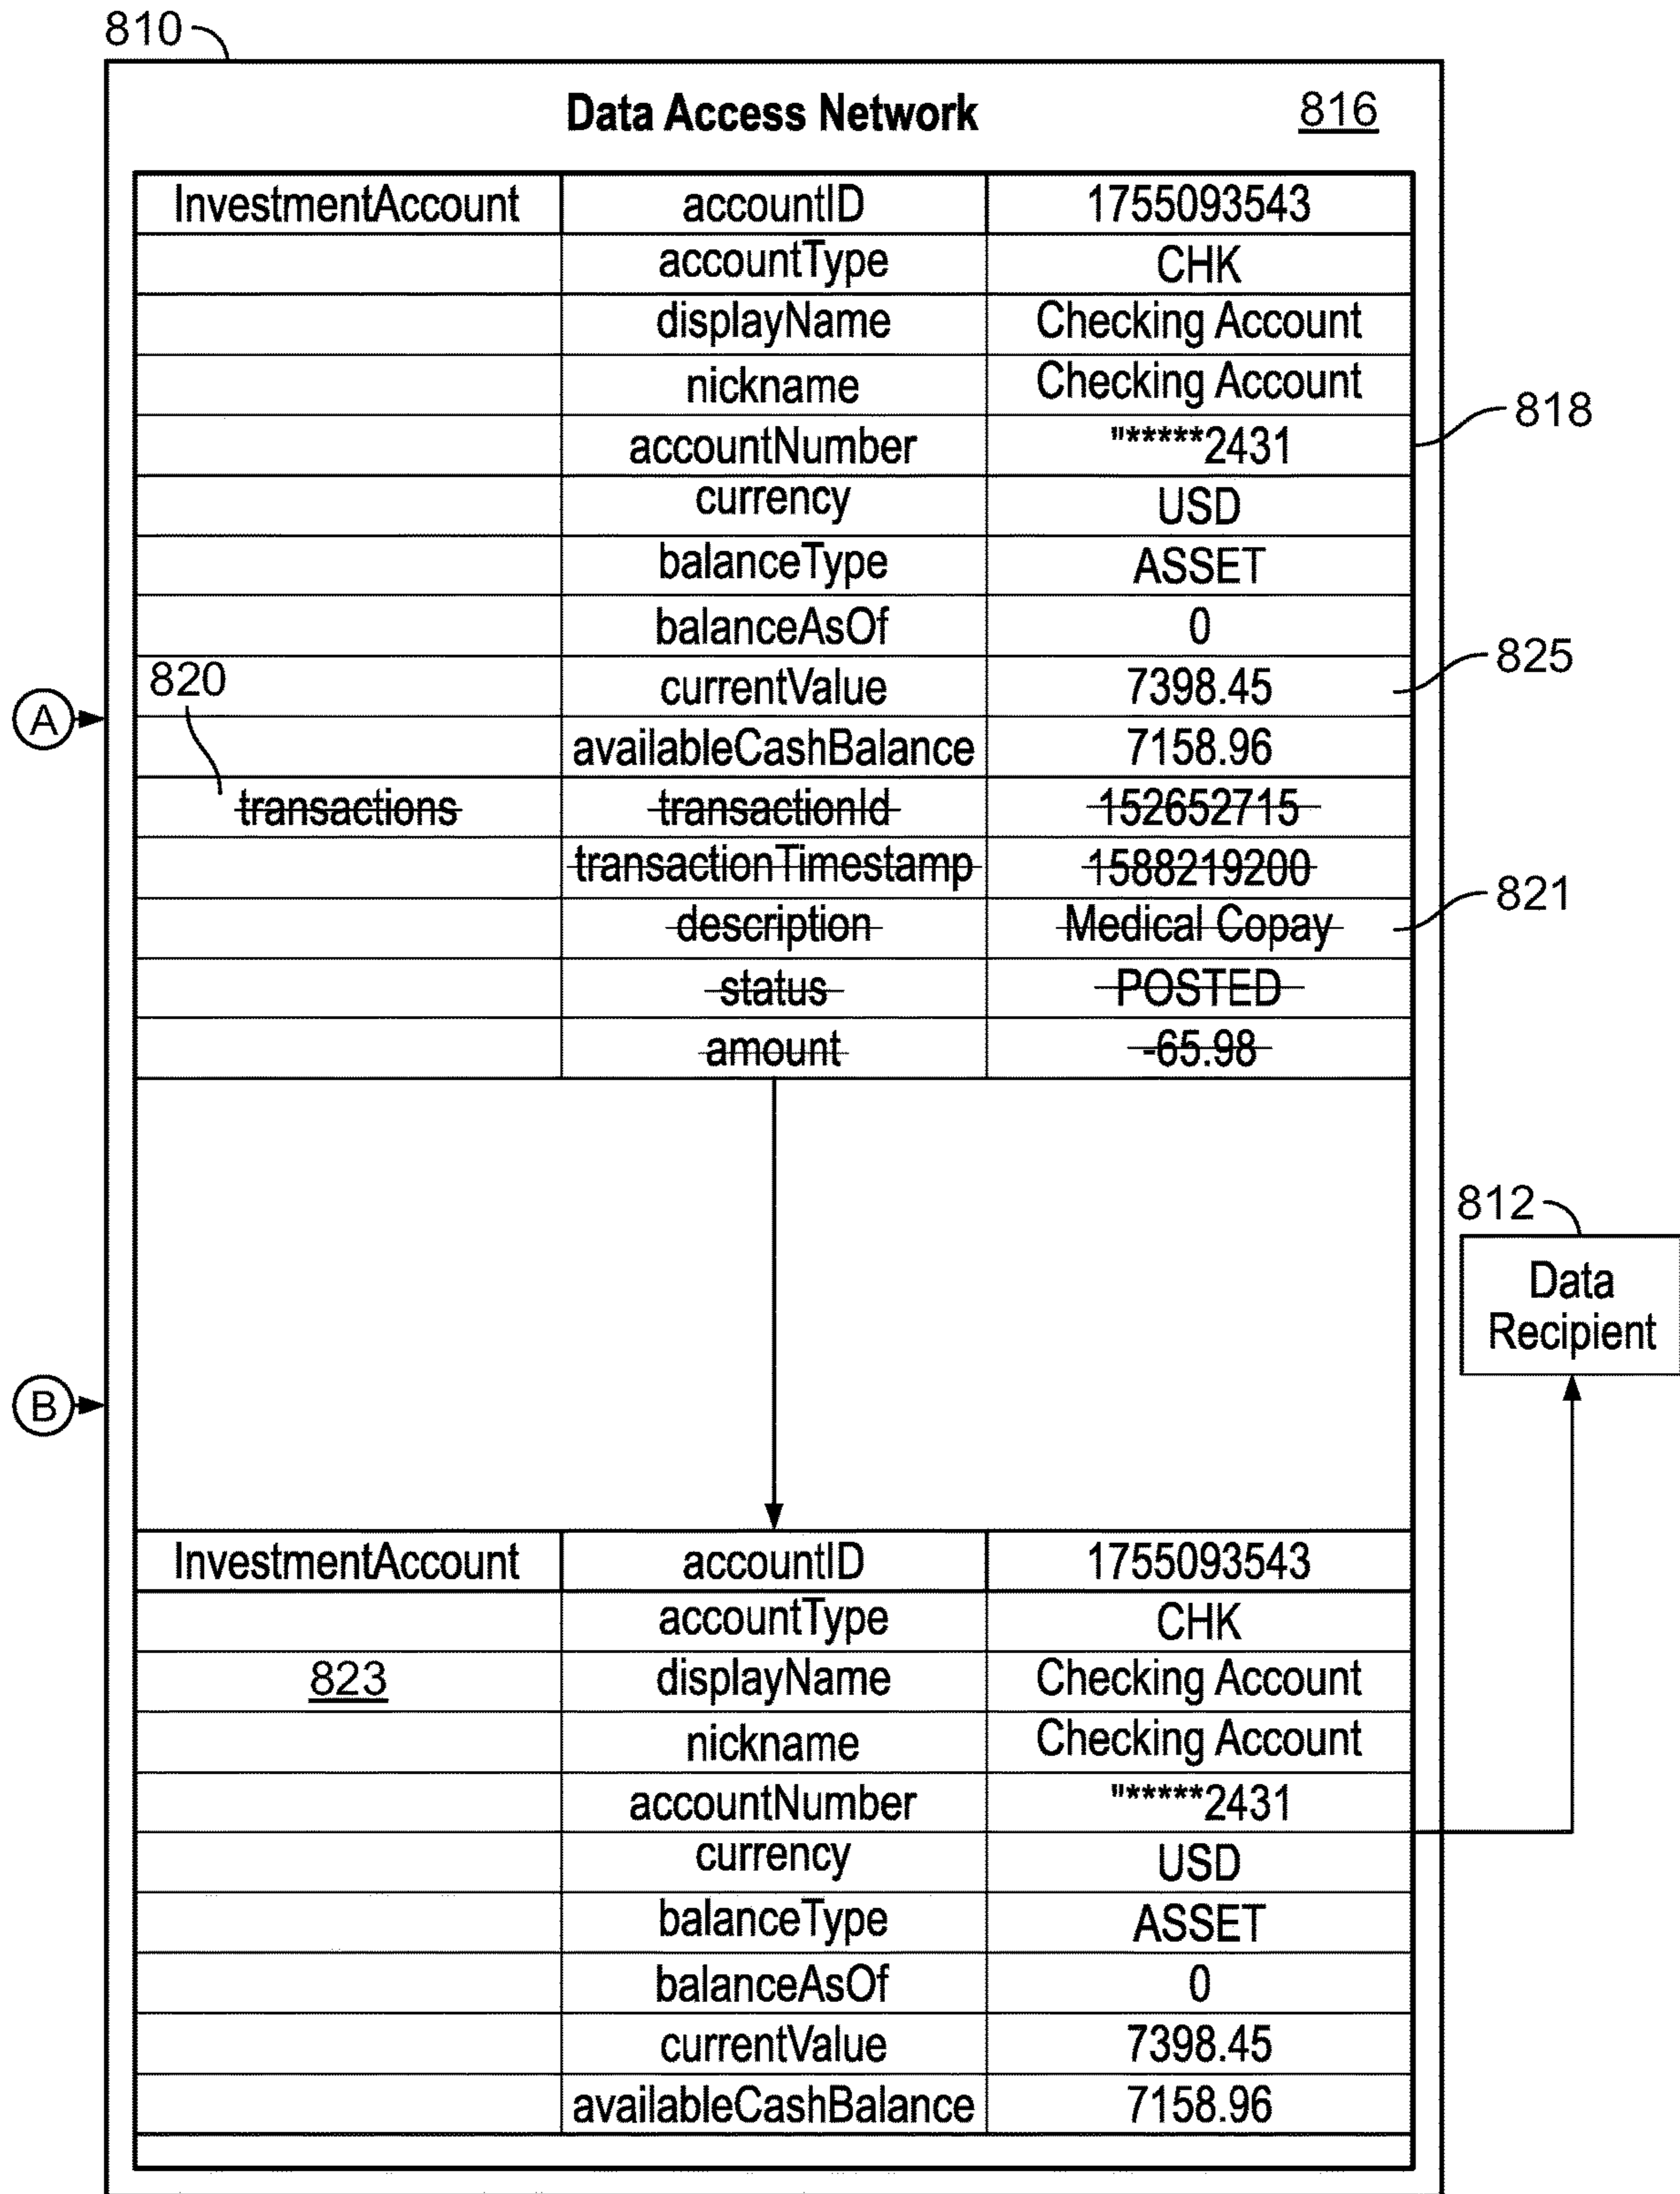 810
Data Access Network 816
InvestmentAccount accountID 1755093543
accountType CHK
displayName Checking Account
nickname Checking Account
accountNumber "*****2431
818
currency USD
balanceType ASSET
balanceAsOf 0
825
820
currentValue 7398.45
A
availableCashBalance 7158.96
transactions transactionId 152652715
transactionTimestamp 1588219200
821
description Medical Copay
status POSTED
amount -65.98
812
Data
Recipient
B
InvestmentAccount accountID 1755093543
accountType CHK
823 displayName Checking Account
nickname Checking Account
accountNumber "*****2431
currency USD
balanceType ASSET
balanceAsOf 0
currentValue 7398.45
availableCashBalance 7158.96